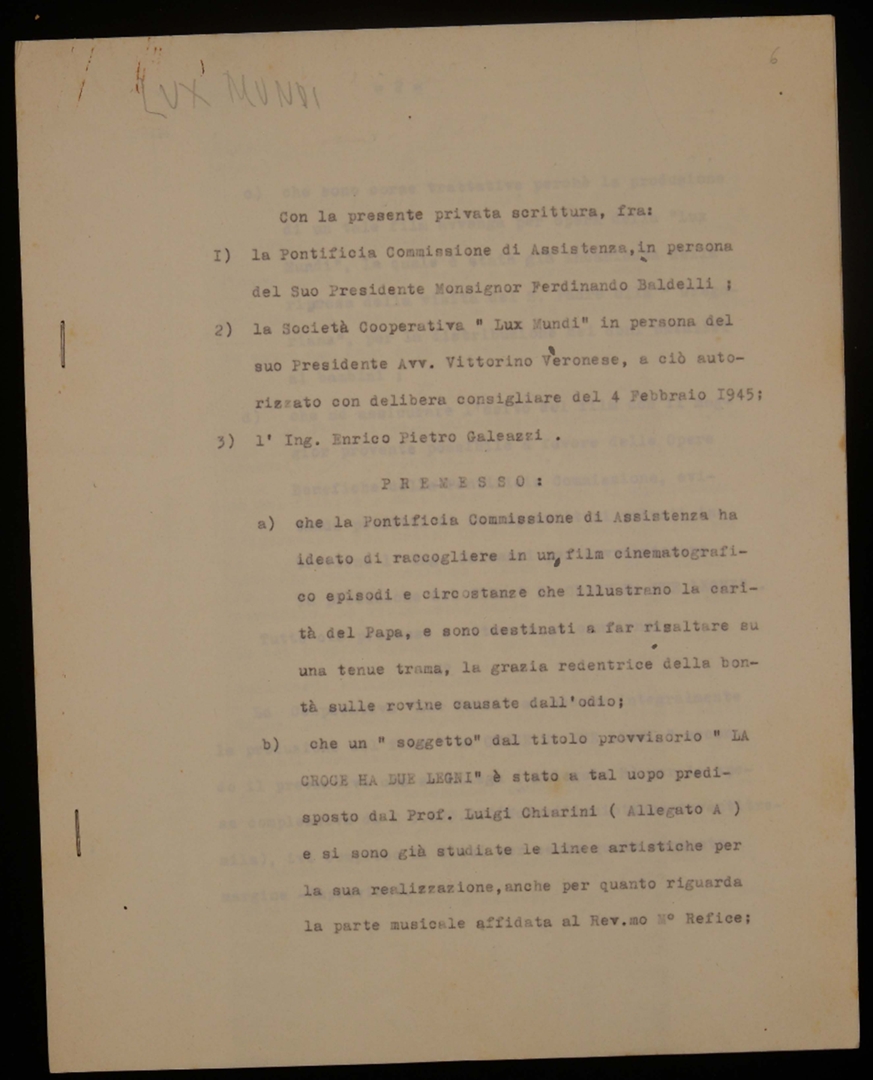 LUX MUNDI
6
Con la presente privata scrittura, fra:
I) la Pontificia Commissione di Assistenza, in persona
del Suo Presidente Monsignor Ferdinando Baldelli ;
2) la Società Cooperativa " Lux Mundi" in persona del
suo Presidente Avv. Vittorino Veronese, a ciò auto-
rizzato con delibera consigliare del 4 Febbraio 1945;
3) l' Ing. Enrico Pietro Galeazzi .
P R E M E S S O :
a) che la Pontificia Commissione di Assistenza ha
ideato di raccogliere in un, film cinematografi-
co episodi e circostanze che illustrano la cari-
tà del Papa, e sono destinati a far risaltare su
una tenue trama, la grazia redentrice della bon-
tà sulle rovine causate dall'odio;
b) che un " soggetto" dal titolo provvisorio " LA
CROCE HA DUE LEGNI" è stato a tal uopo predi-
sposto dal Prof. Luigi Chiarini ( Allegato A )
e si sono già studiate le linee artistiche per
la sua realizzazione,anche per quanto riguarda
la parte musicale affidata al Rev.mo Mº Refice;